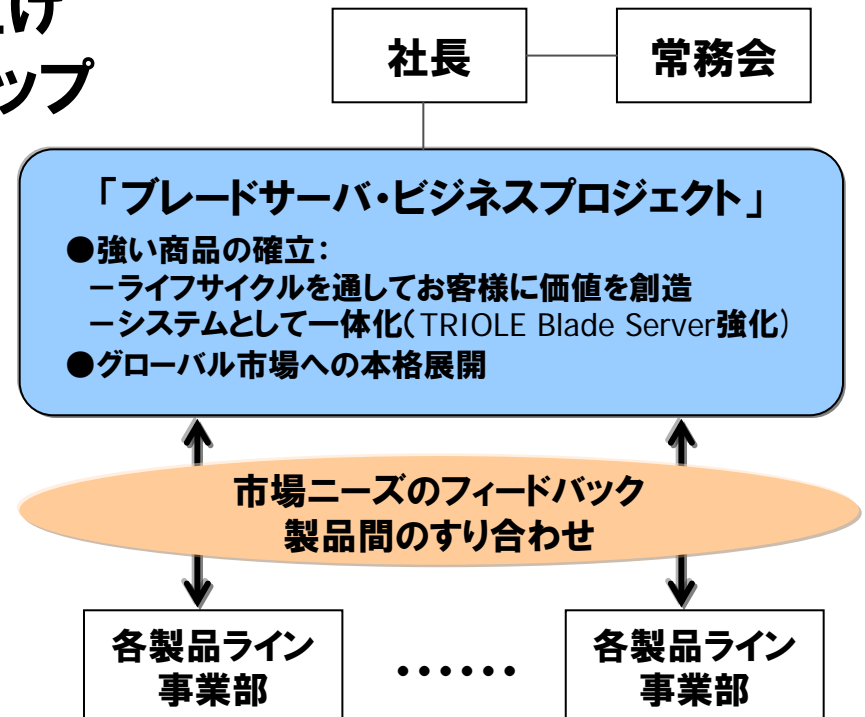 ップ
社長
常務会
「ブレードサーバ・ビジネスプロジェクト」
●強い商品の確立:
－ライフサイクルを通してお客様に価値を創造
－システムとして一体化(TRIOLE Blade Server強化)
●グローバル市場への本格展開
市場ニーズのフィードバック
製品間のすり合わせ
各製品ライン
事業部
・・・・・・
各製品ライン
事業部